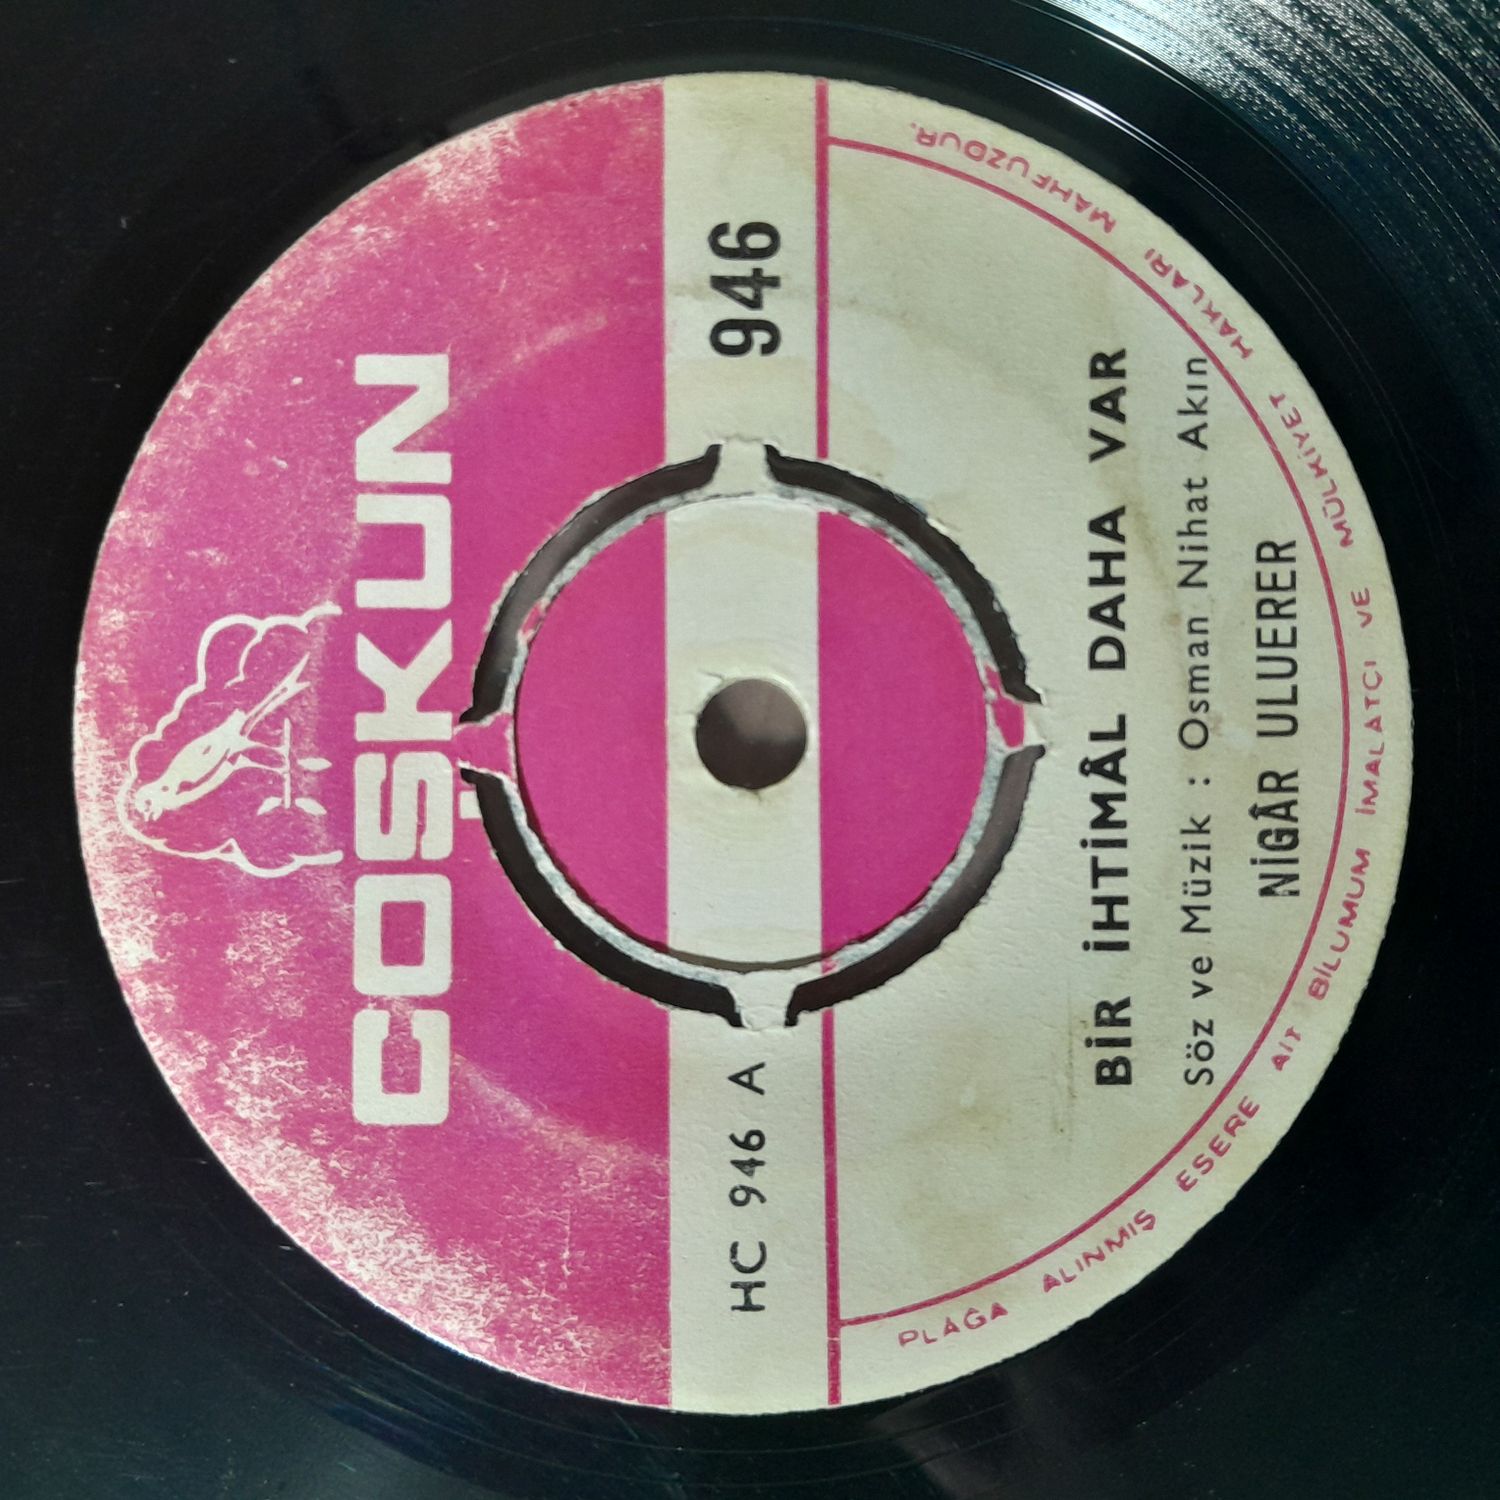 COŞKUN
HC 946 A
946
BİR İHTİMÂL DAHA VAR
Söz ve Müzik : Osman Nihat Akın
NİGÂR ULUERER
PLAĞA ALINMIŞ ESERE AİT BİLUMUM İMALATÇI VE MÜLKİYET HAKLARI MAHFUZDUR.